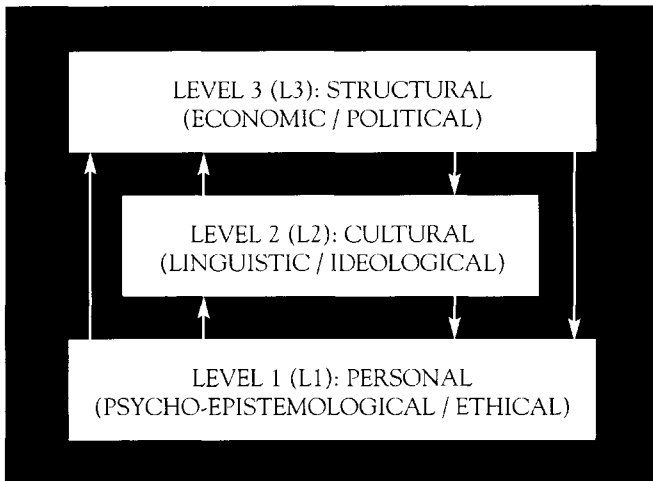 LEVEL 3 (L3): STRUCTURAL
(ECONOMIC / POLITICAL)
LEVEL 2 (L2): CULTURAL
(LINGUISTIC / IDEOLOGICAL)
LEVEL 1 (L1): PERSONAL
(PSYCHO-EPISTEMOLOGICAL / ETHICAL)